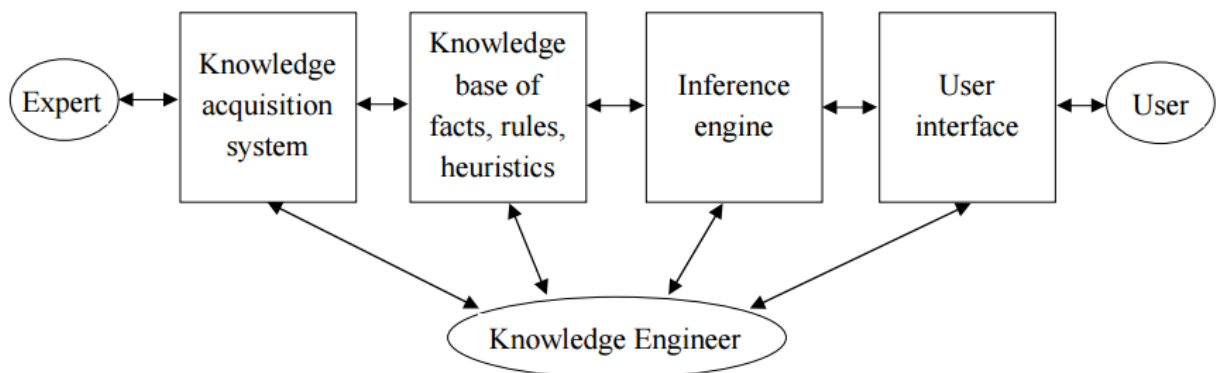 Expert
Knowledge
acquisition
system
Knowledge
base of
facts, rules,
heuristics
Inference
engine
User
interface
User
Knowledge Engineer